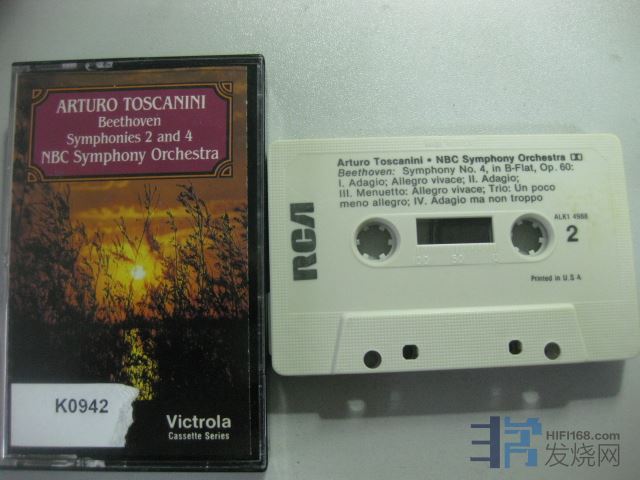 ARTURO TOSCANINI
Beethoven
Symphonies 2 and 4
NBC Symphony Orchestra
K0942
Victrola
Cassette Series
Arturo Toscanini • NBC Symphony Orchestra
Beethoven: Symphony No. 4, in B-Flat, Op. 60:
I. Adagio; Allegro vivace; II. Adagio;
III. Menuetto: Allegro vivace; Trio: Un poco
meno allegro; IV. Adagio ma non troppo
RCA
ALK1 4988
2
100 50 0
Printed in U.S.A.
HIFI168.com
发烧网